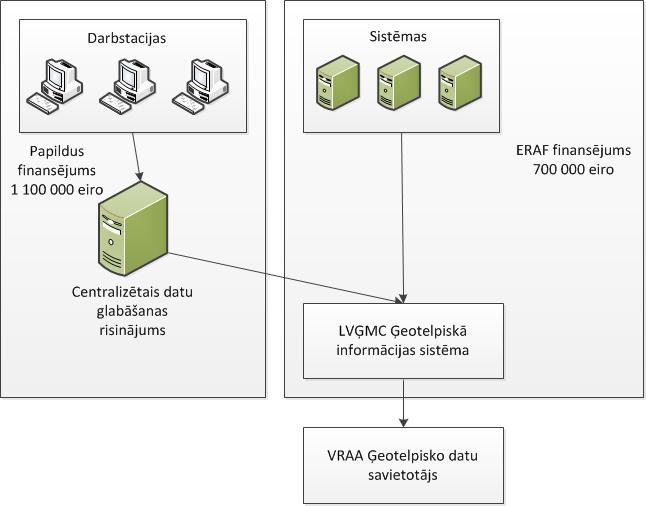 Darbstacijas
Papildus
finansējums
1 100 000 eiro
Centralizētais datu
glabāšanas
risinājums
Sistēmas
ERAF finansējums
700 000 eiro
LVĢMC Ģeotelpiskā
informācijas sistēma
VRAA Ģeotelpisko datu
savietotājs